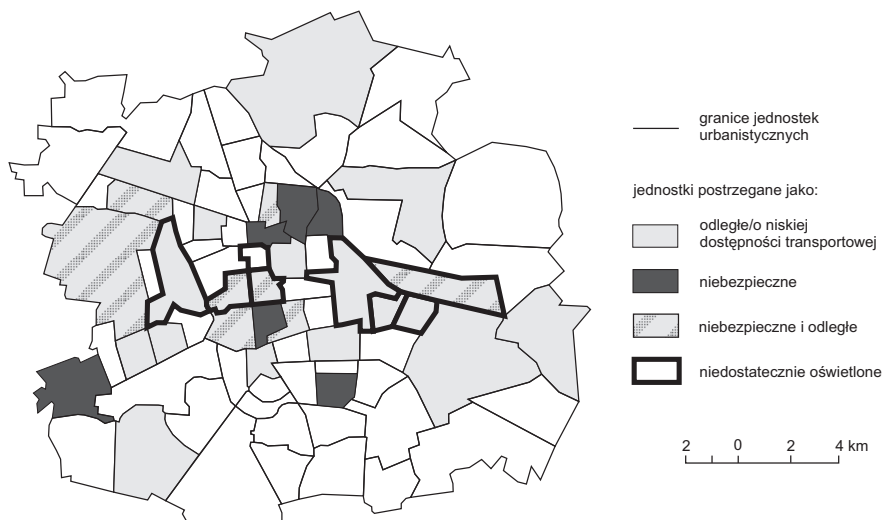 granice jednostek
urbanistycznych
jednostki postrzegane jako:
odległe/o niskiej
dostępności transportowej
niebezpieczne
niebezpieczne i odległe
niedostatecznie oświetlone
2 0 2 4 km